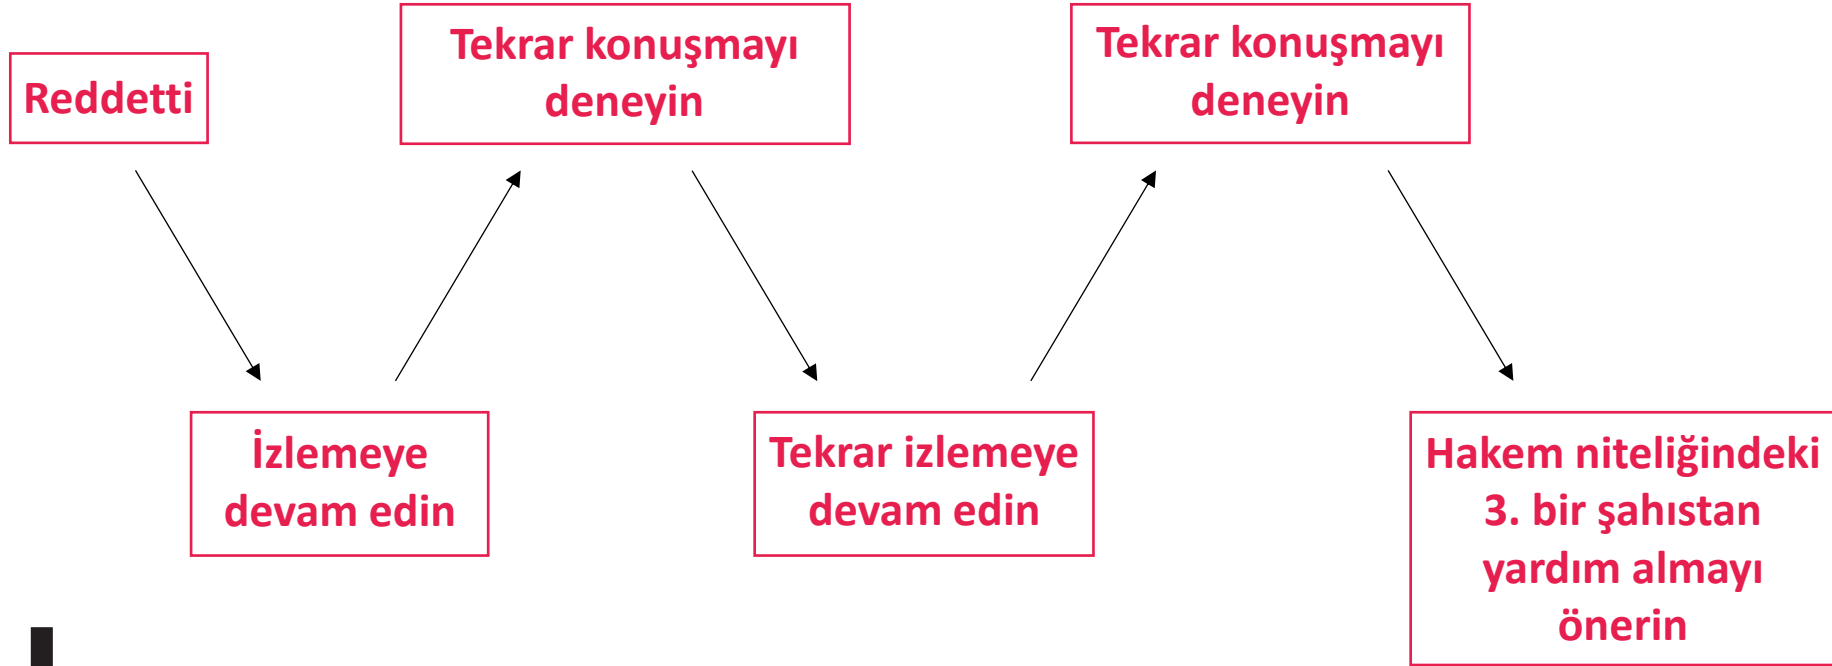 Reddetti
Tekrar konuşmayı
deneyin
Tekrar konuşmayı
deneyin
İzlemeye
devam edin
Tekrar izlemeye
devam edin
Hakem niteliğindeki
3. bir şahıstan
yardım almayı
önerin